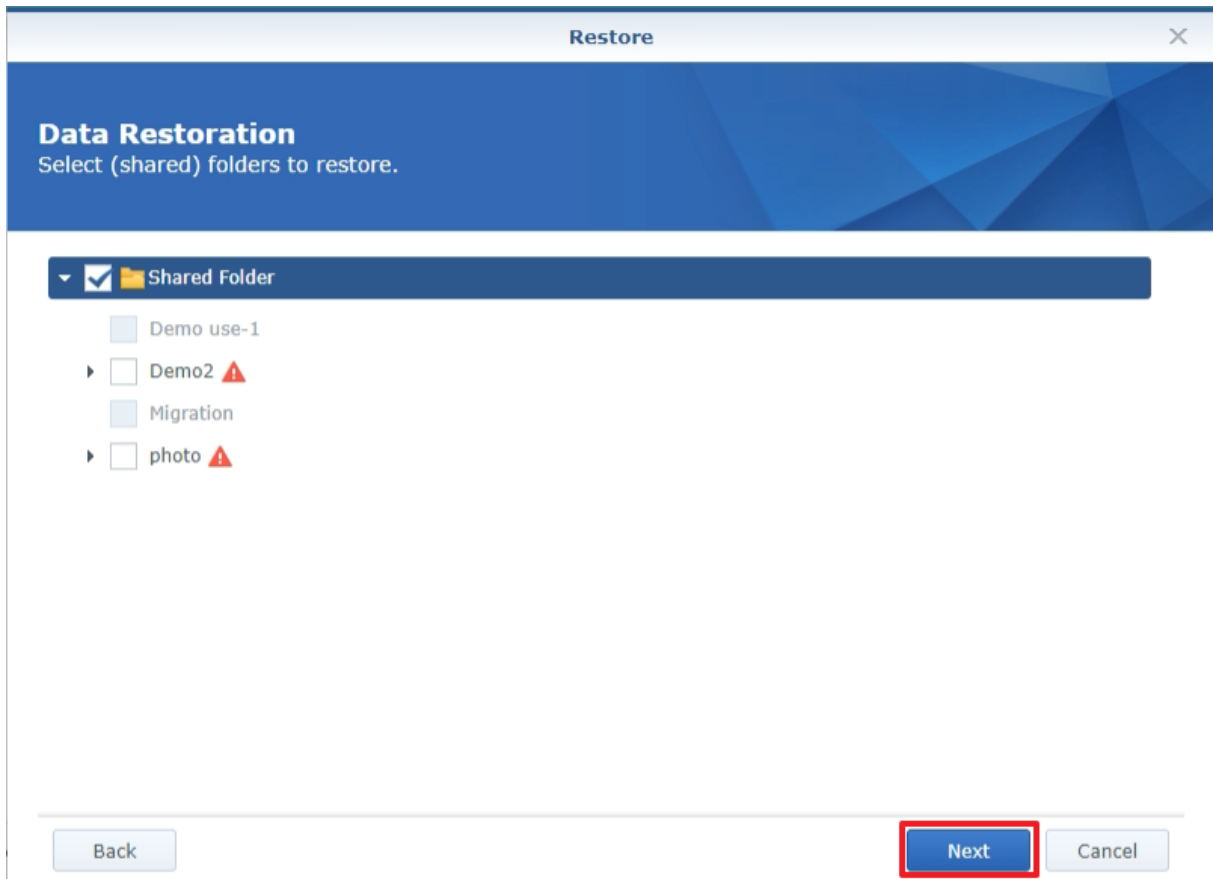 Restore
Data Restoration
Select (shared) folders to restore.
Shared Folder
Demo use-1
Demo2
Migration
photo
Back
Next
Cancel